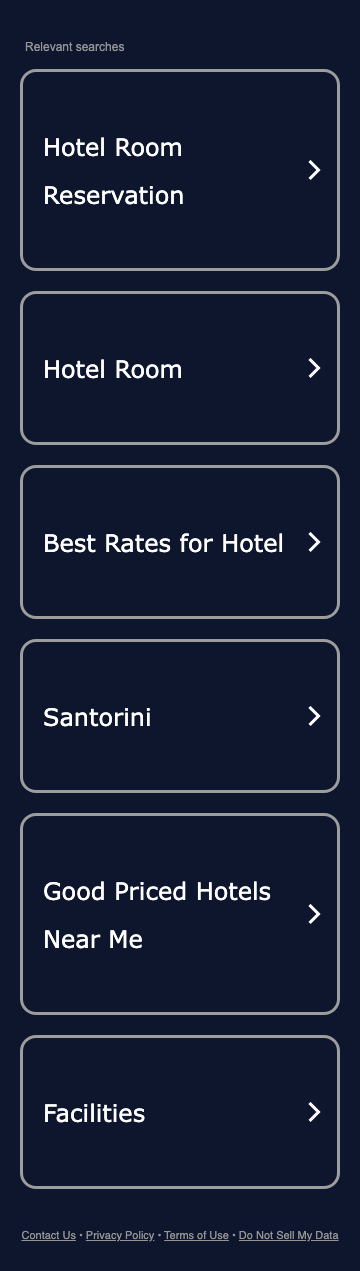 Relevant searches
Hotel Room
Reservation
Hotel Room
Best Rates for Hotel
Santorini
Good Priced Hotels
Near Me
Facilities
Contact Us • Privacy Policy • Terms of Use • Do Not Sell My Data